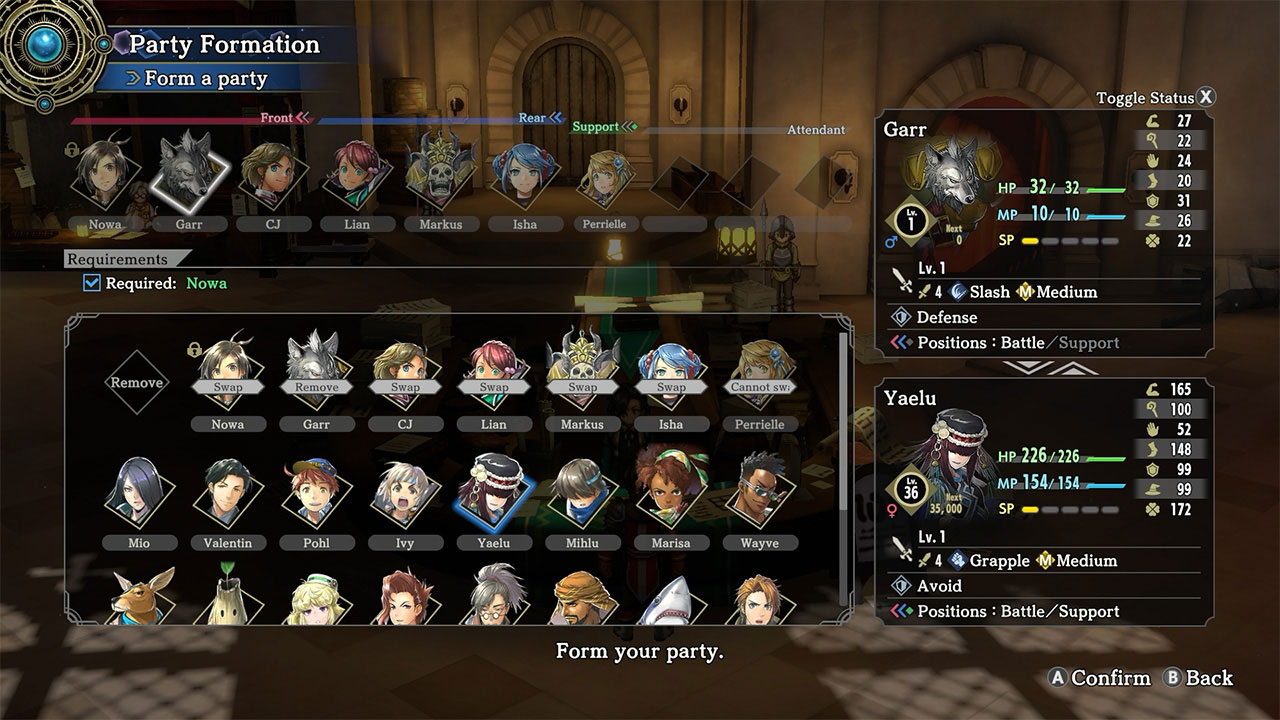 Party Formation
Form a party
Front
Rear
Support
Attendant
Nowa
Garr
CJ
Lian
Markus
Isha
Perrielle
Requirements
Required: Nowa
Remove
Swap
Remove
Swap
Swap
Swap
Swap
Cannot swa
Nowa
Garr
CJ
Lian
Markus
Isha
Perrielle
Mio
Valentin
Pohl
Ivy
Yaelu
Mihlu
Marisa
Wayve
Form your party.
Toggle Status X
Garr
Lv. 1
Next 0
HP 32/ 32
MP 10/ 10
SP
27
22
24
20
31
26
22
Lv. 1
4 Slash M Medium
Defense
Positions : Battle/Support
Yaelu
Lv. 36
Next 35,000
HP 226/226
MP 154/154
SP
165
100
52
148
99
99
172
Lv. 1
4 Grapple M Medium
Avoid
Positions : Battle/Support
A Confirm B Back